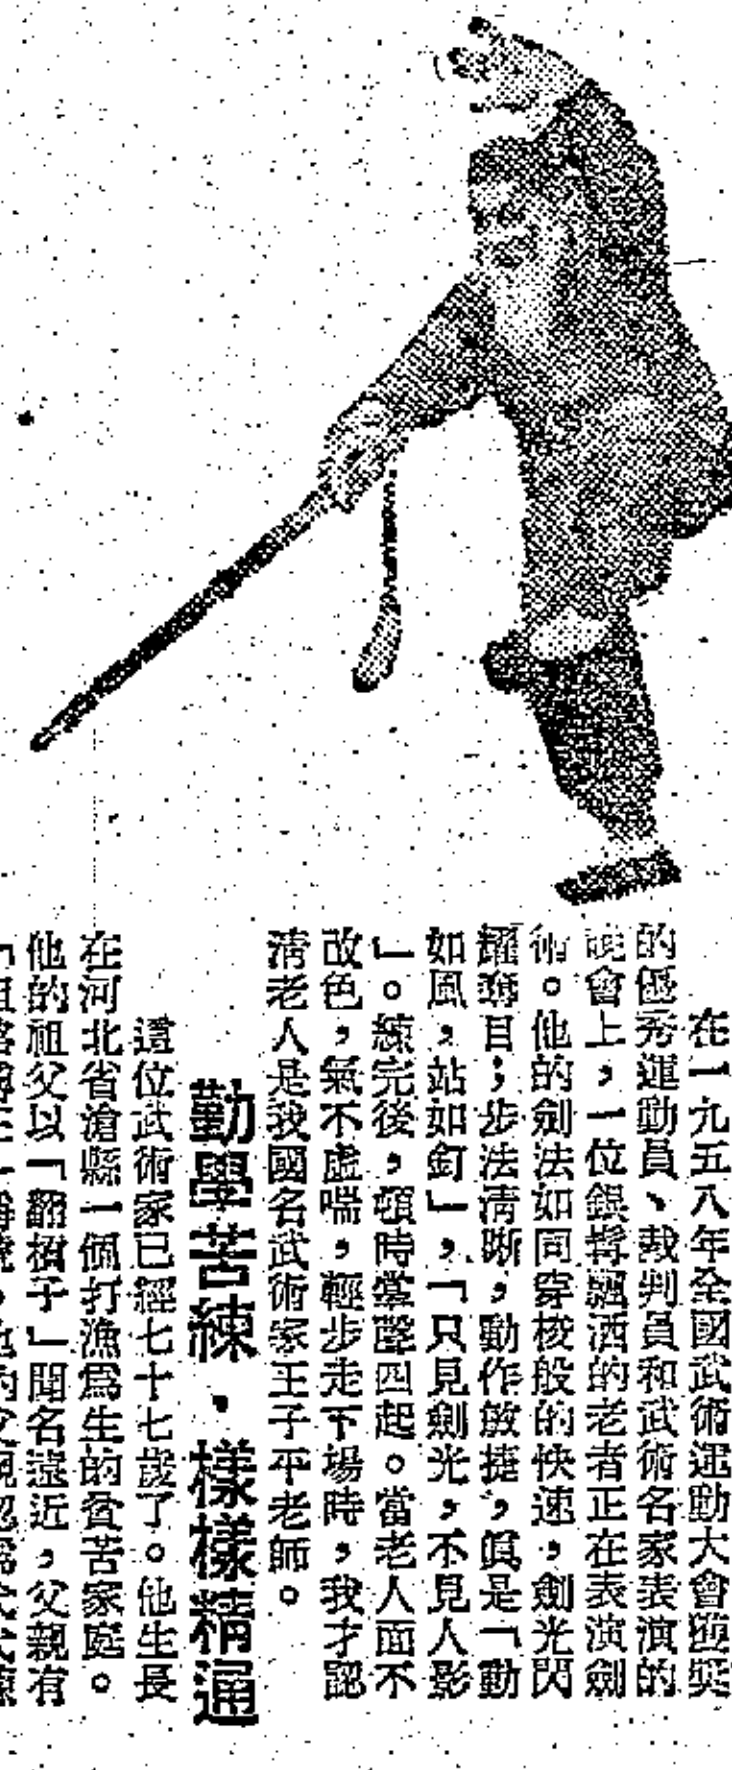 在一九五八年全國武術運動大會獲奬
的優秀運動員、裁判員和武術名家表演的
晚會上，一位銀髯飄洒的老者正在表演劍
術。他的劍法如同穿梭般的快速，劍光閃
耀奪目；步法清晰，動作敏捷，眞是「動
如風，站如釘」，「只見劍光，不見人影
」。練完後，頓時掌聲四起。當老人面不
改色，氣不虛喘，輕步走下場時，我才認
淸老人是我國名武術家王子平老師。
勤學苦練．樣樣精通
這位武術家已經七十七歲了。他生長
在河北省滄縣一個打漁爲生的貧苦家庭。
他的祖父以「翻槓子」聞名遠近，父親有